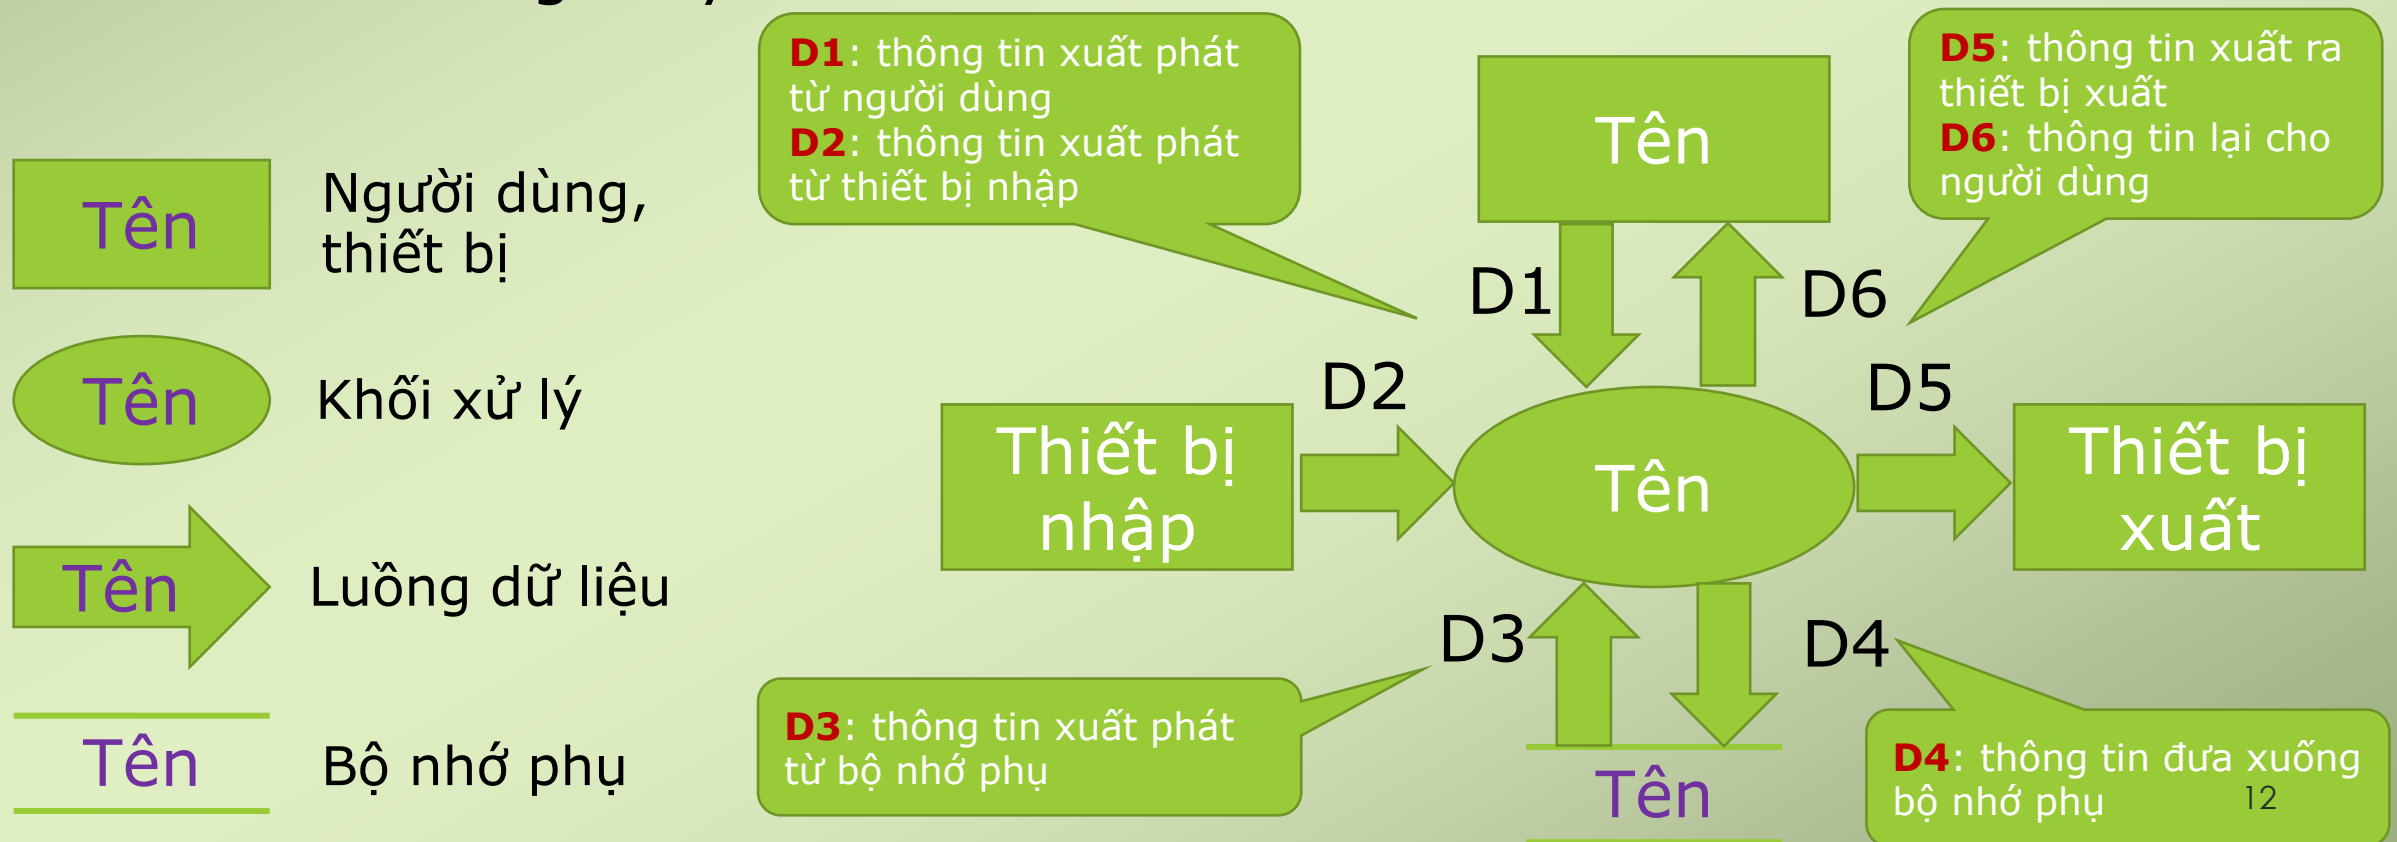 Tên
Người dùng,
thiết bị
Tên
Khối xử lý
Tên
Luồng dữ liệu
Tên
Bộ nhớ phụ
D1: thông tin xuất phát
từ người dùng
D2: thông tin xuất phát
từ thiết bị nhập
Tên
D5: thông tin xuất ra
thiết bị xuất
D6: thông tin lại cho
người dùng
D1
D6
D2
D5
Thiết bị
nhập
Tên
Thiết bị
xuất
D3
D4
D3: thông tin xuất phát
từ bộ nhớ phụ
Tên
D4: thông tin đưa xuống
bộ nhớ phụ
12